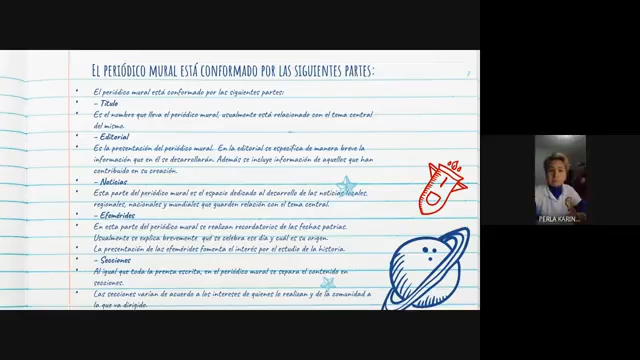 El periódico mural está conformado por las siguientes partes:
7
El periódico mural está conformado por las siguientes partes:
– Título
Es el nombre que lleva el periódico mural, usualmente está relacionado con el tema central
del mismo.
– Editorial
Es la presentación del periódico mural. En la editorial se especifica de manera breve la
información que en él se desarrollarán. Además se incluye información de aquellos que han
contribuido en su creación.
– Noticias
Esta parte del periódico mural es el espacio dedicado al desarrollo de las noticias locales,
regionales, nacionales y mundiales que guarden relación con el tema central.
– Efemérides
En esta parte del periódico mural se realizan recordatorios de las fechas patrias.
Usualmente se explica brevemente qué se celebra ese día y cuál es su origen.
La presentación de las efemérides fomenta el interés por el estudio de la historia.
– Secciones
Al igual que toda la prensa escrita, en el periódico mural se separa el contenido en
secciones.
Las secciones varían de acuerdo a los intereses de quienes lo realizan y de la comunidad a
la que va dirigido.
PERLA KARIN...